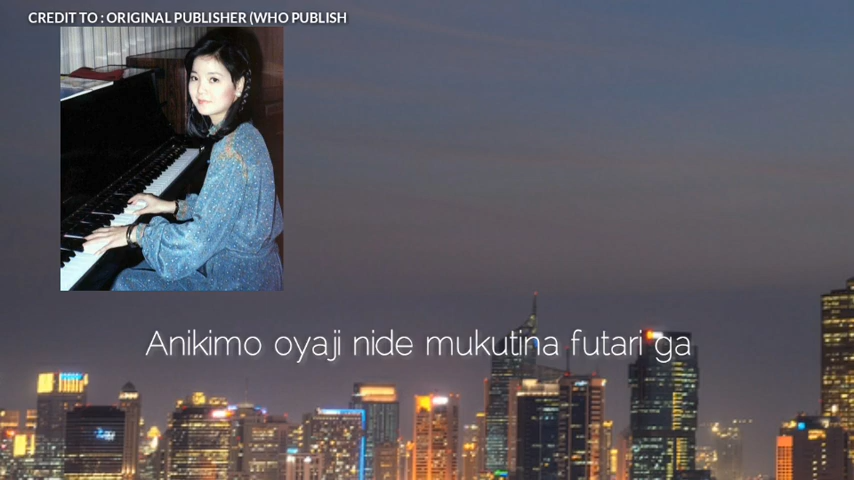 CREDIT TO : ORIGINAL PUBLISHER (WHO PUBLISH
Anikimo oyaji nide mukutina futari ga